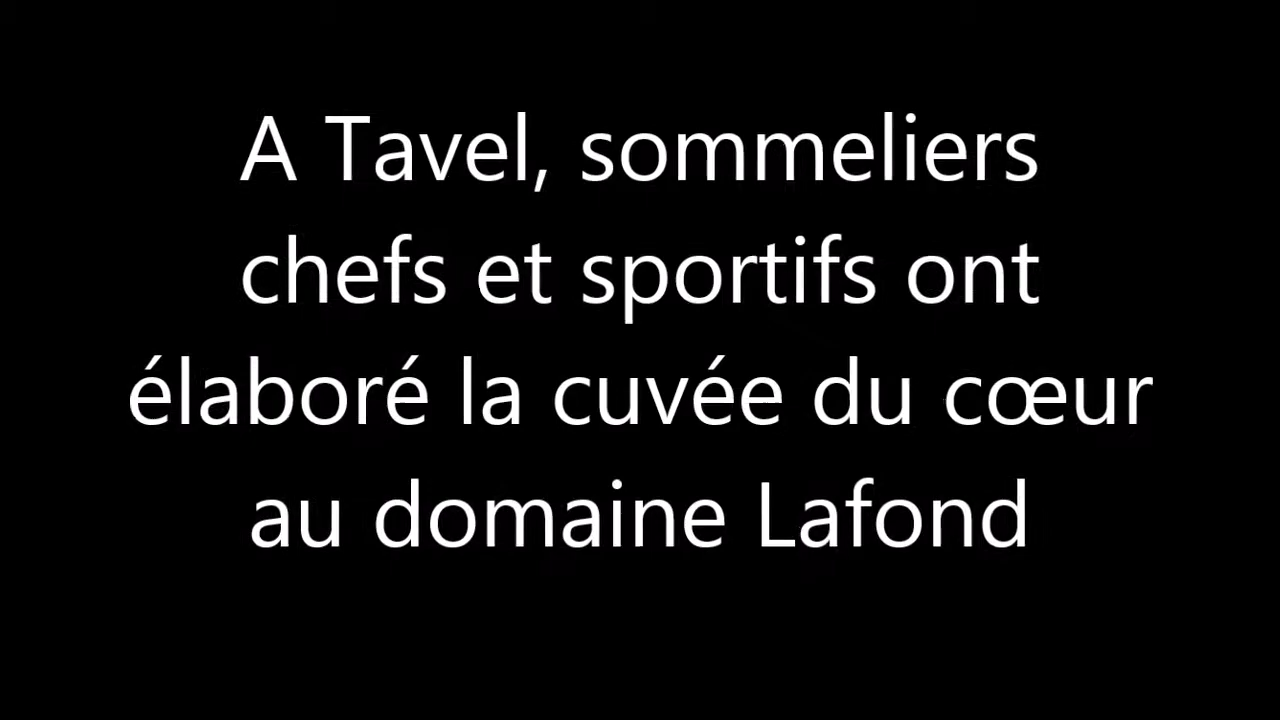 A Tavel, sommeliers
chefs et sportifs ont
élaboré la cuvée du cœur
au domaine Lafond